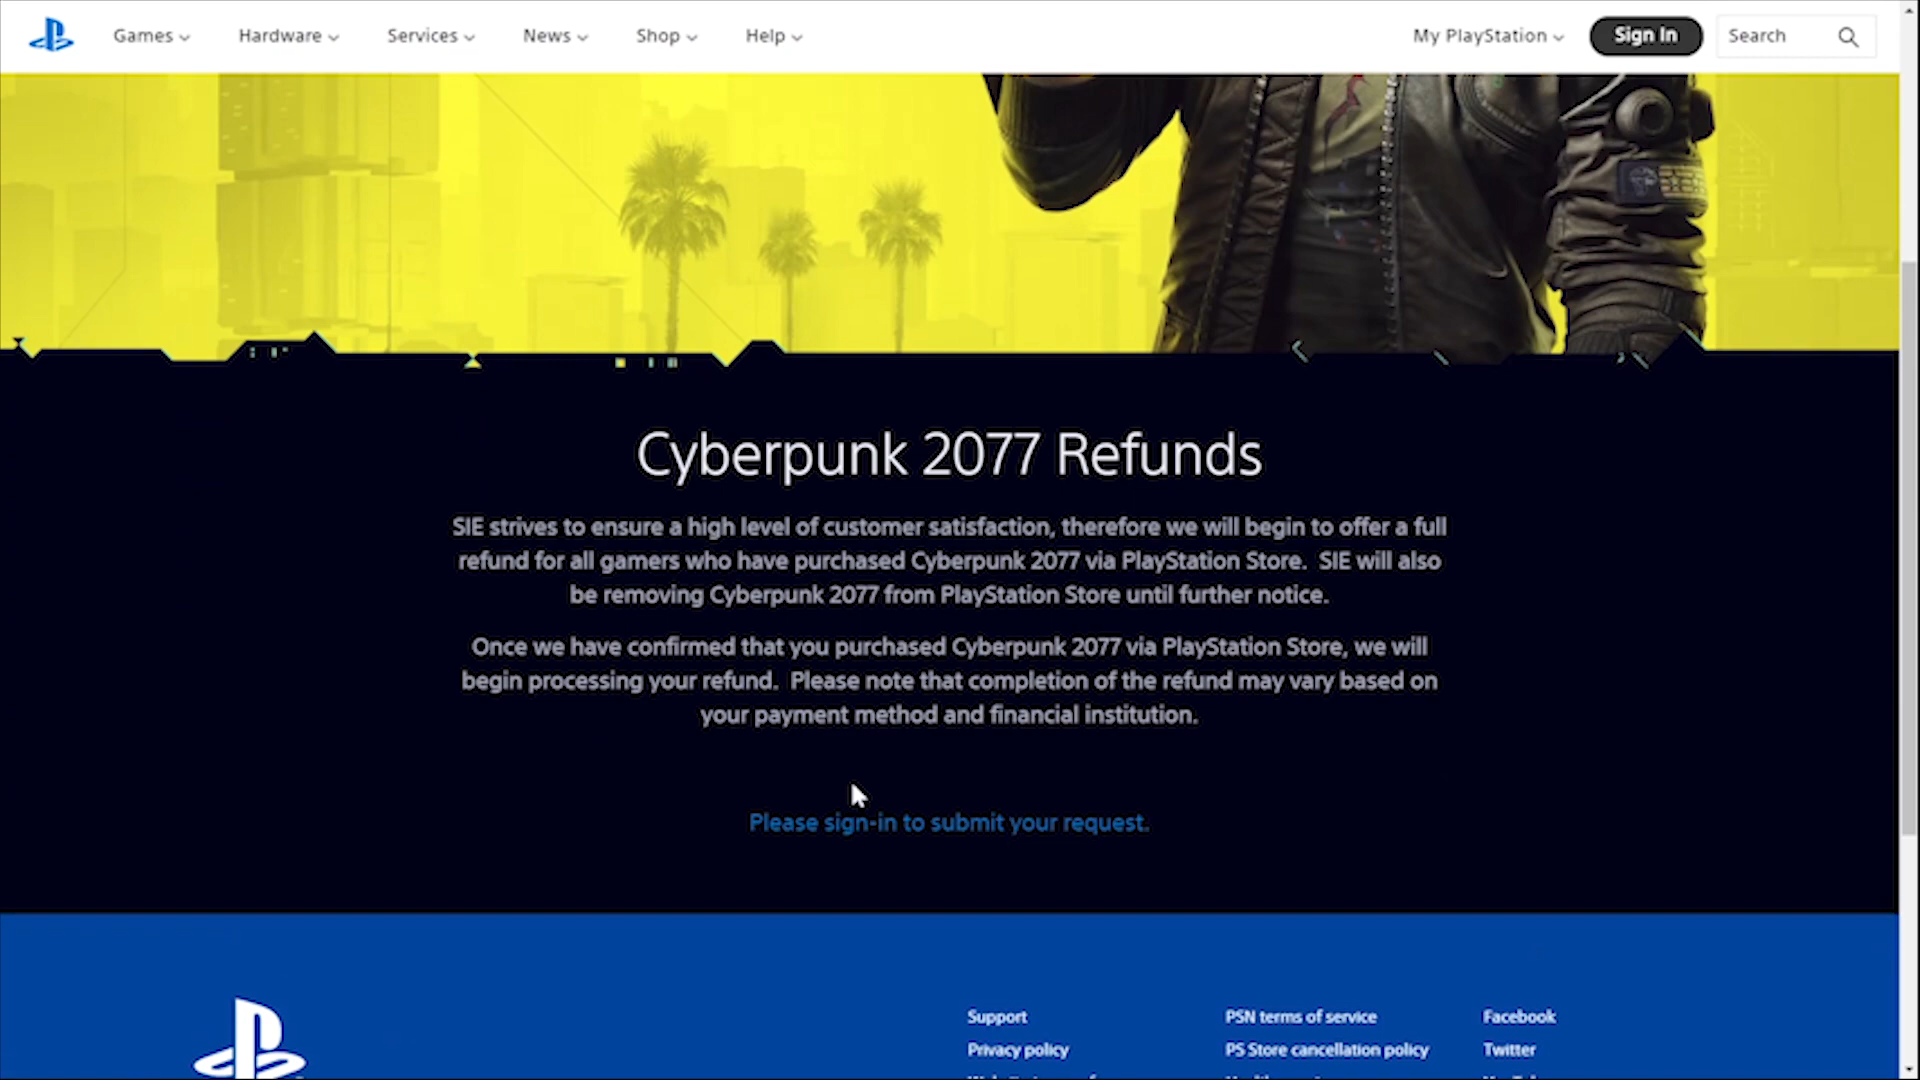 Games Hardware Services News Shop Help My PlayStation Sign In Search
Cyberpunk 2077 Refunds
SIE strives to ensure a high level of customer satisfaction, therefore we will begin to offer a full
refund for all gamers who have purchased Cyberpunk 2077 via PlayStation Store. SIE will also
be removing Cyberpunk 2077 from PlayStation Store until further notice.
Once we have confirmed that you purchased Cyberpunk 2077 via PlayStation Store, we will
begin processing your refund. Please note that completion of the refund may vary based on
your payment method and financial institution.
Please sign-in to submit your request.
Support PSN terms of service Facebook
Privacy policy PS Store cancellation policy Twitter